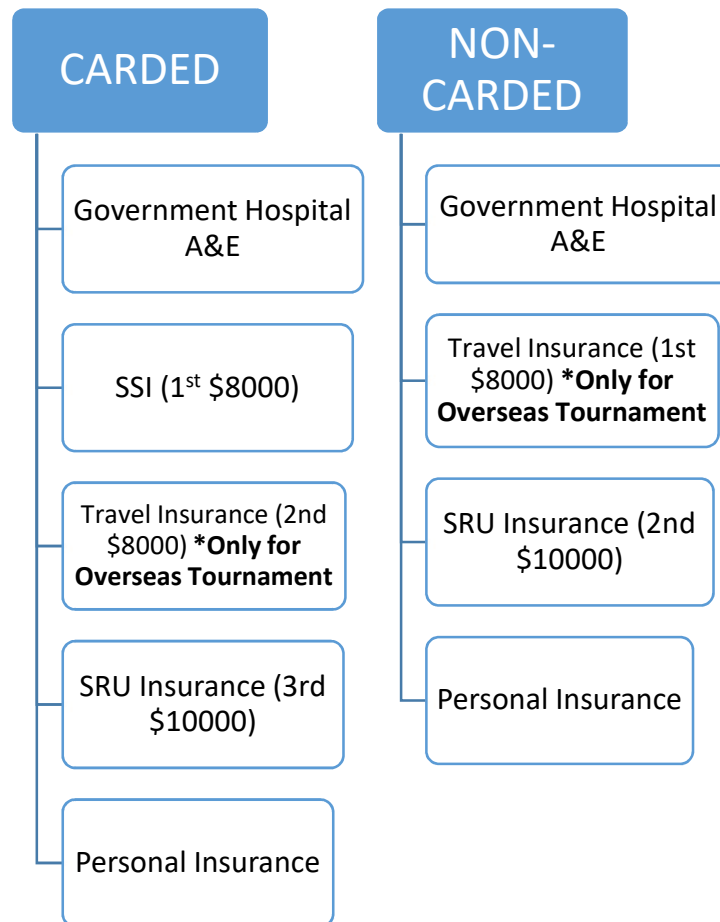 CARDED
Government Hospital
A&E
SSI (1st $8000)
Travel Insurance (2nd
$8000) *Only for
Overseas Tournament
SRU Insurance (3rd
$10000)
Personal Insurance
NON-
CARDED
Government Hospital
A&E
Travel Insurance (1st
$8000) *Only for
Overseas Tournament
SRU Insurance (2nd
$10000)
Personal Insurance